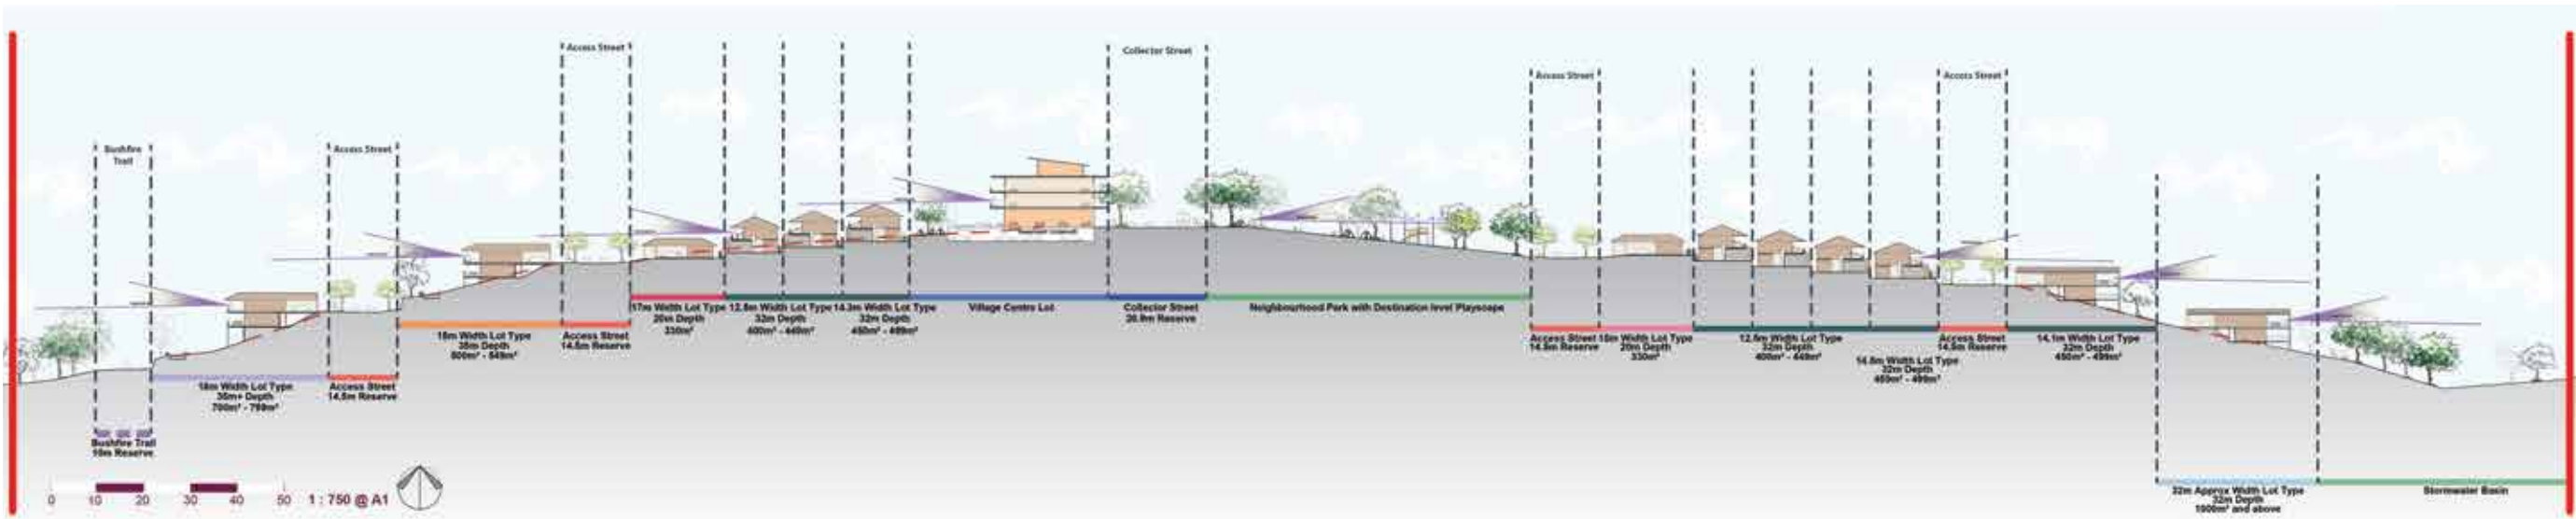 Bushfire
Trail
Access Street
Access Street
Collector Street
Access Street
Access Street
17m Width Lot Type
20m Depth
330m²
12.5m Width Lot Type
32m Depth
400m² - 449m²
14.3m Width Lot Type
32m Depth
450m² - 499m²
Village Centre Lot
Collector Street
20.9m Reserve
Neighbourhood Park with Destination level Playscape
Width Lot Type
35m Depth
Access Street
14.5m Reserve
Access Street
14.5m Reserve
Width Lot Type
20m Depth
330m²
12.5m Width Lot Type
32m Depth
400m² - 449m²
Width Lot Type
32m Depth
450m² - 499m²
Access Street
14.5m Reserve
14.1m Width Lot Type
32m Depth
450m² - 499m²
Width Lot Type
35m+ Depth
700m² - 799m²
Access Street
14.5m Reserve
Bushfire Trail
10m Reserve
32m Approx Width Lot Type
32m Depth
1000m² and above
Stormwater Basin
0 10 20 30 40 50 1 : 750 @ A1